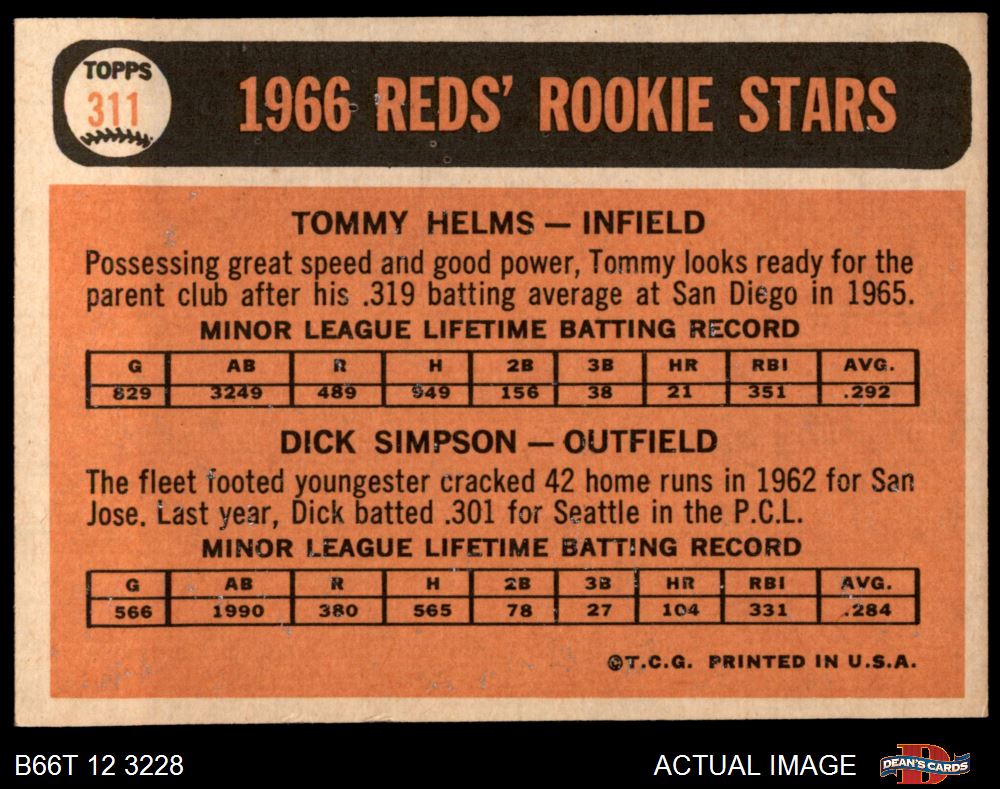 TOPPS
311
1966 REDS' ROOKIE STARS
TOMMY HELMS — INFIELD
Possessing great speed and good power, Tommy looks ready for the
parent club after his .319 batting average at San Diego in 1965.
MINOR LEAGUE LIFETIME BATTING RECORD
G AB R H 2B 3B HR RBI AVG.
829 3249 489 949 156 38 21 351 .292
DICK SIMPSON — OUTFIELD
The fleet footed youngester cracked 42 home runs in 1962 for San
Jose. Last year, Dick batted .301 for Seattle in the P.C.L.
MINOR LEAGUE LIFETIME BATTING RECORD
G AB R H 2B 3B HR RBI AVG.
566 1990 380 565 78 27 104 331 .284
©T.C.G. PRINTED IN U.S.A.
B66T 12 3228
ACTUAL IMAGE
DEAN'S CARDS